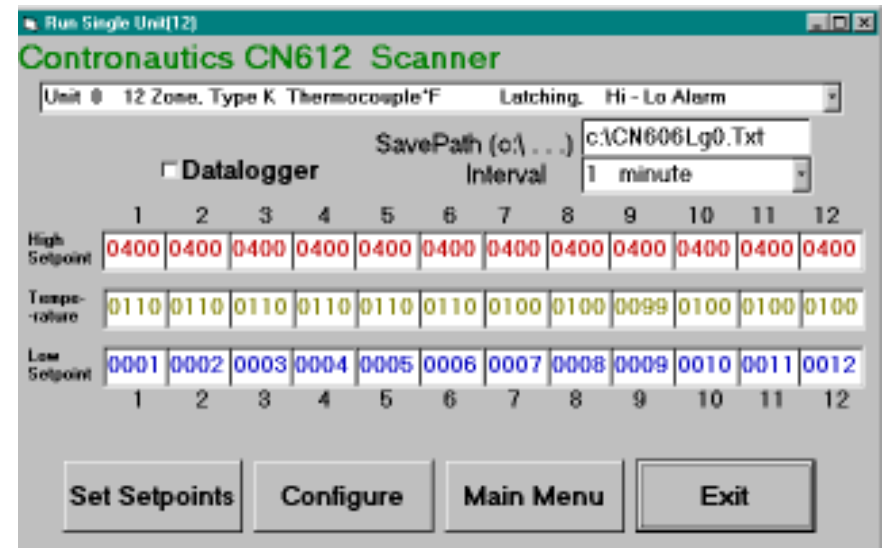 Run Single Unit(12)
Contronautics CN612 Scanner
Unit 0 12 Zone. Type K Thermocouple°F Latching. Hi - Lo Alarm
SavePath (c:\ . . .) c:\CN606Lg0.Txt
Datalogger Interval 1 minute
1 2 3 4 5 6 7 8 9 10 11 12
High Setpoint 0400 0400 0400 0400 0400 0400 0400 0400 0400 0400 0400 0400
Tempe- -rature 0110 0110 0110 0110 0110 0110 0100 0100 0099 0100 0100 0100
Low Setpoint 0001 0002 0003 0004 0005 0006 0007 0008 0009 0010 0011 0012
1 2 3 4 5 6 7 8 9 10 11 12
Set Setpoints Configure Main Menu Exit